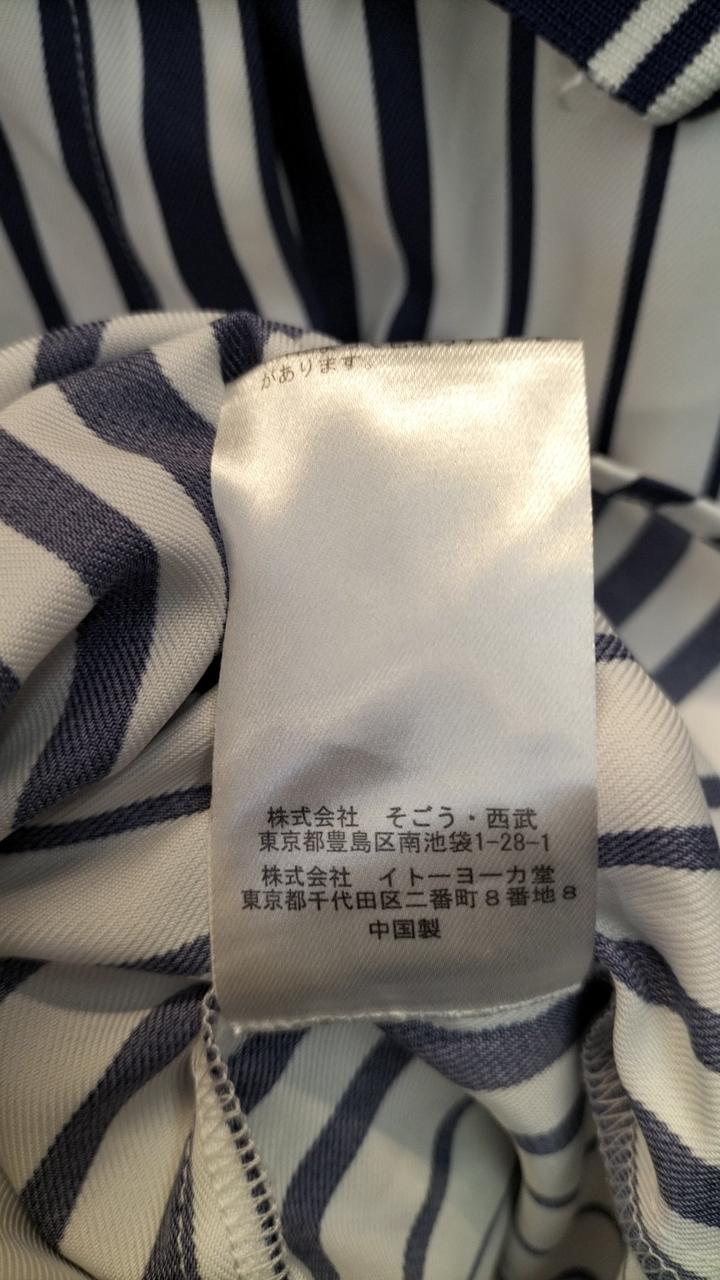 があります。
株式会社　そごう・西武
東京都豊島区南池袋1-28-1
株式会社　イトーヨーカ堂
東京都千代田区二番町８番地８
中国製